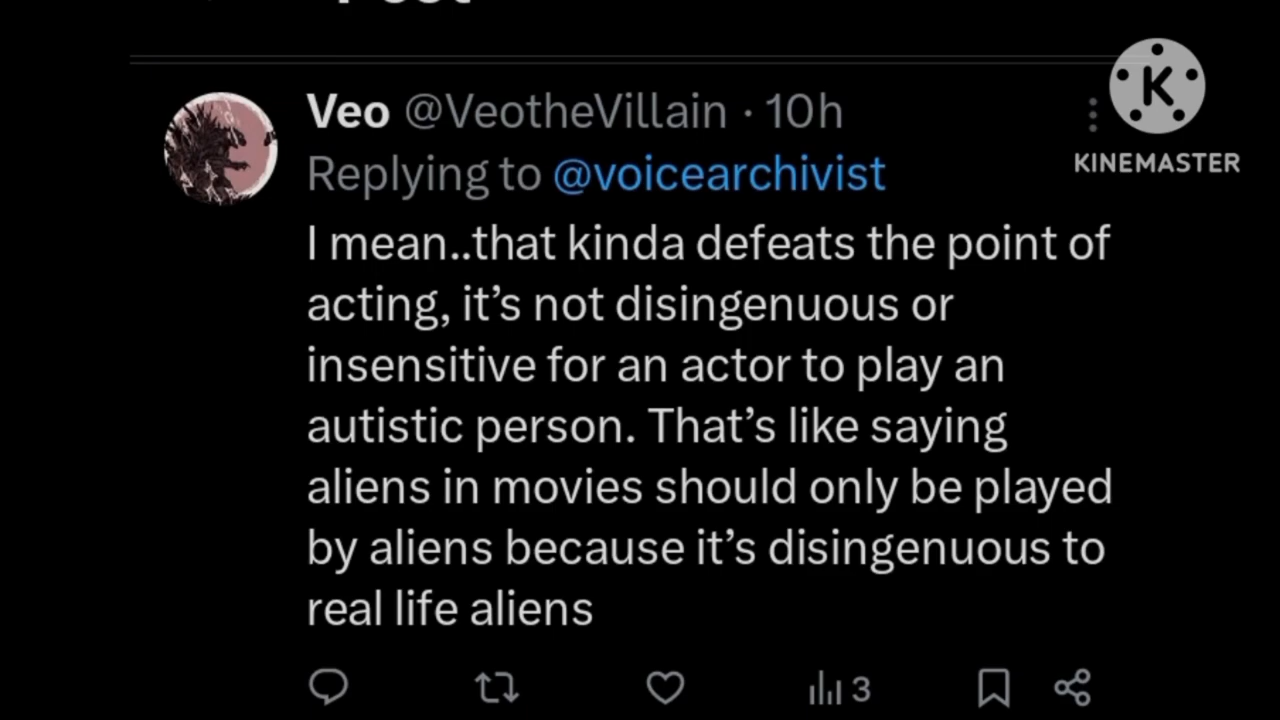 Veo @VeotheVillain · 10h
Replying to @voicearchivist
I mean..that kinda defeats the point of
acting, it’s not disingenuous or
insensitive for an actor to play an
autistic person. That’s like saying
aliens in movies should only be played
by aliens because it’s disingenuous to
real life aliens
3
K
KINEMASTER